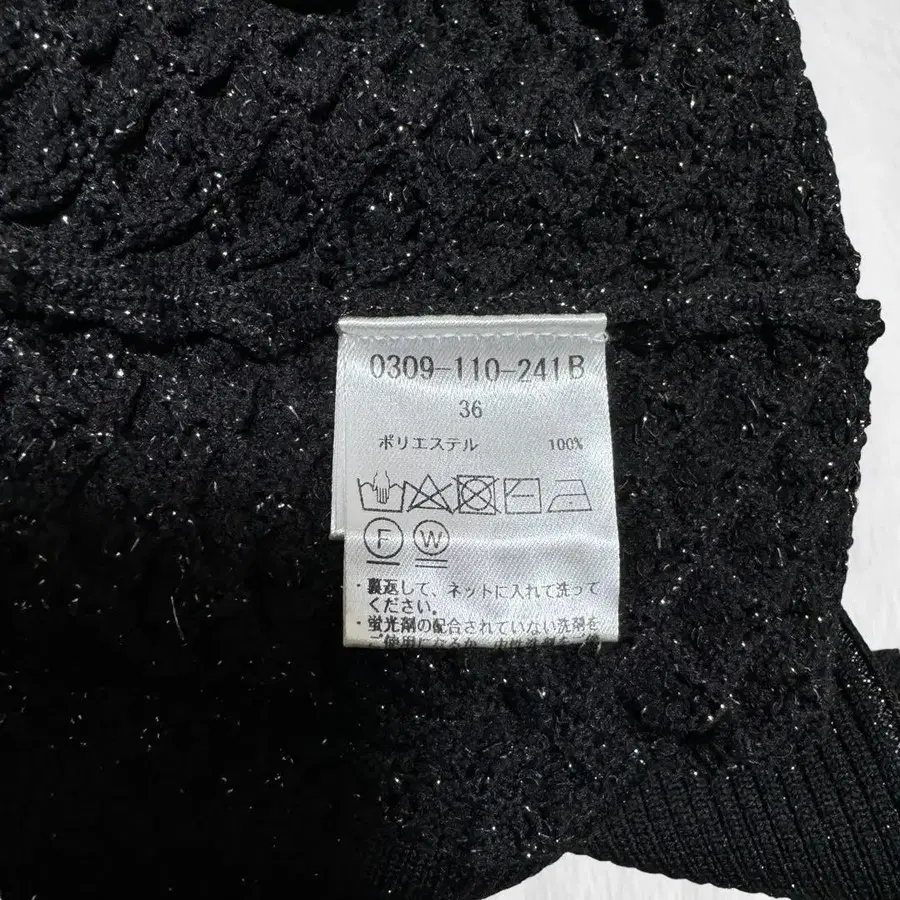 0309-110-241B
36
ポリエステル 100%
F W
・裏返して、ネットに入れて洗って
ください。
・蛍光剤の配合されていない洗剤を